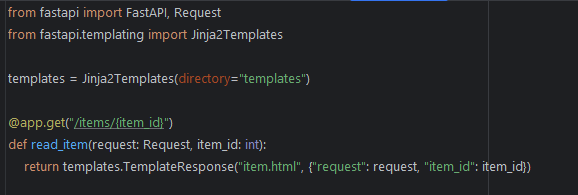 from fastapi import FastAPI, Request
from fastapi.templating import Jinja2Templates
templates = Jinja2Templates(directory="templates")
@app.get("/items/{item_id}")
def read_item(request: Request, item_id: int):
return templates.TemplateResponse("item.html", {"request": request, "item_id": item_id})